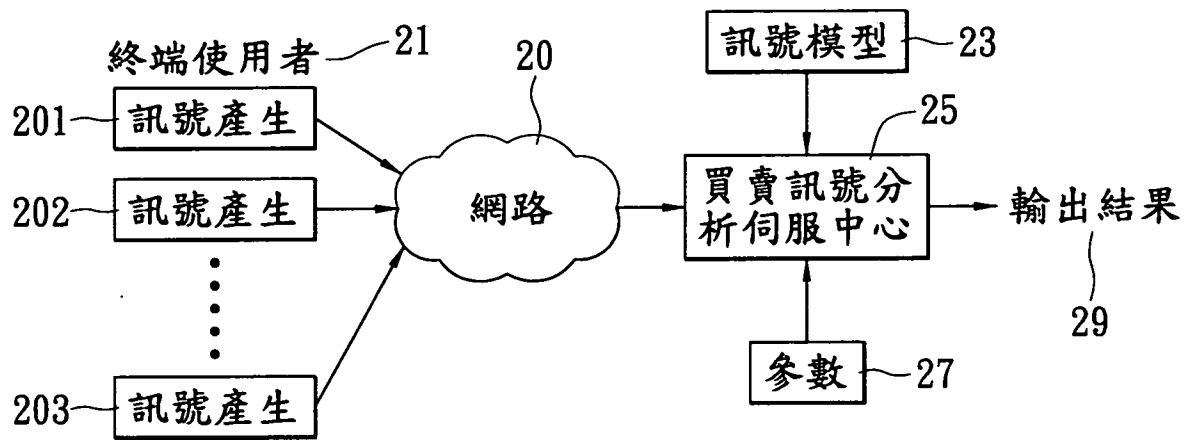 終端使用者
21
201
訊號產生
202
訊號產生
203
訊號產生
20
網路
訊號模型
23
25
買賣訊號分
析伺服中心
參數
27
輸出結果
29